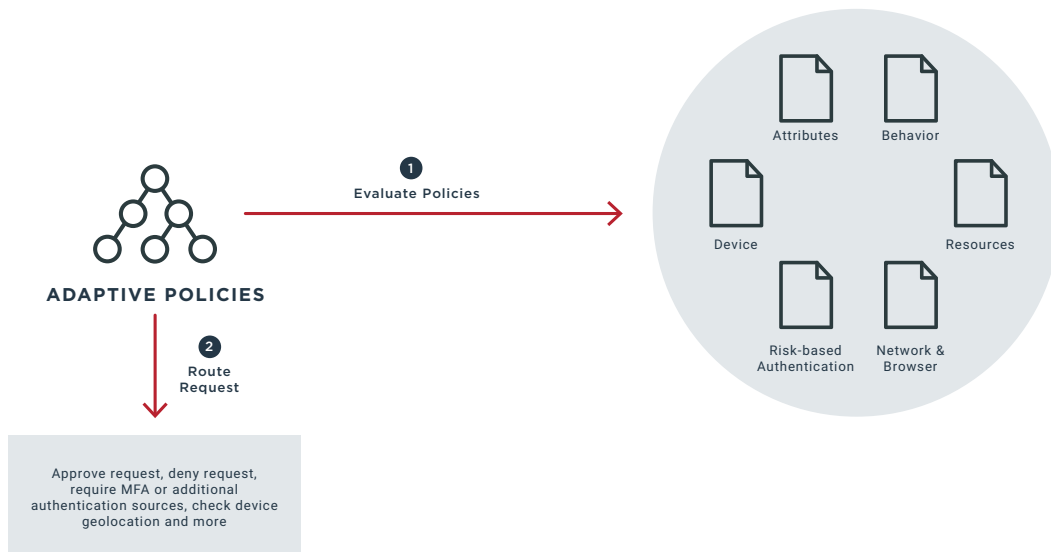 Attributes
Behavior
1
Evaluate Policies
Device
Resources
ADAPTIVE POLICIES
2
Route
Request
Risk-based
Authentication
Network &
Browser
Approve request, deny request,
require MFA or additional
authentication sources, check device
geolocation and more